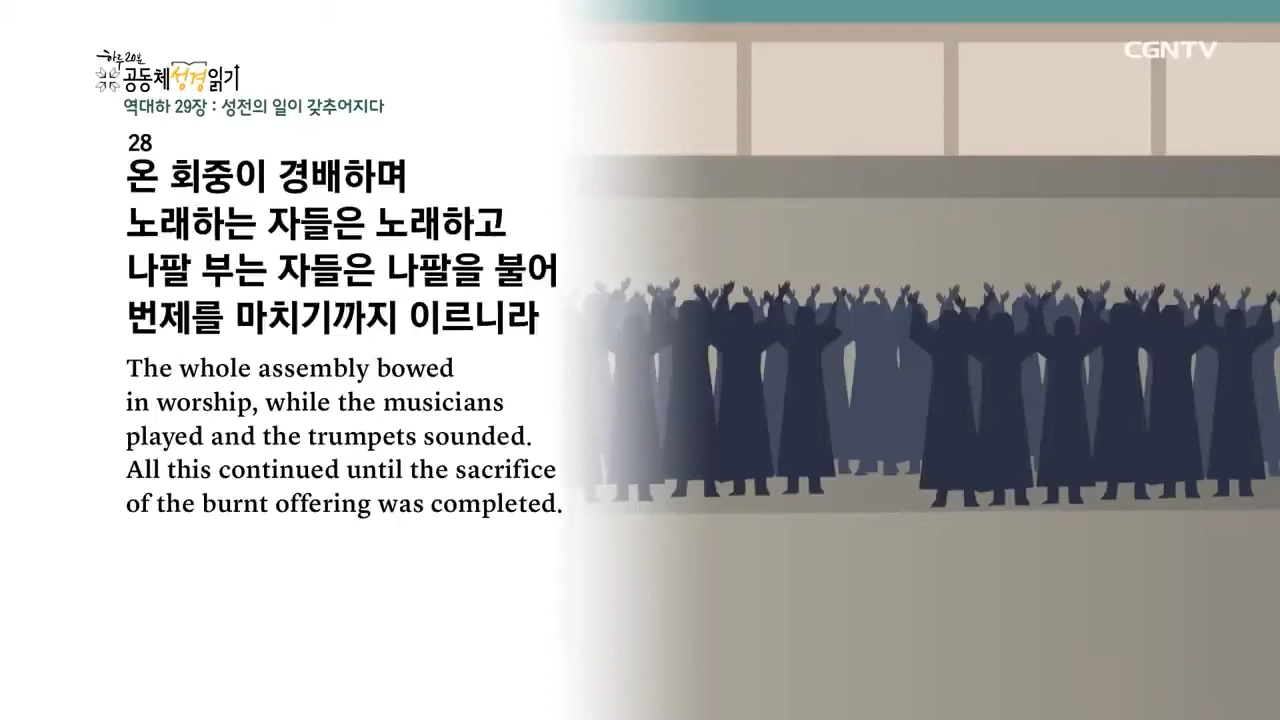 하루20분
공동체성경읽기
CGNTV
역대하 29장 : 성전의 일이 갖추어지다
28
온 회중이 경배하며
노래하는 자들은 노래하고
나팔 부는 자들은 나팔을 불어
번제를 마치기까지 이르니라
The whole assembly bowed
in worship, while the musicians
played and the trumpets sounded.
All this continued until the sacrifice
of the burnt offering was completed.